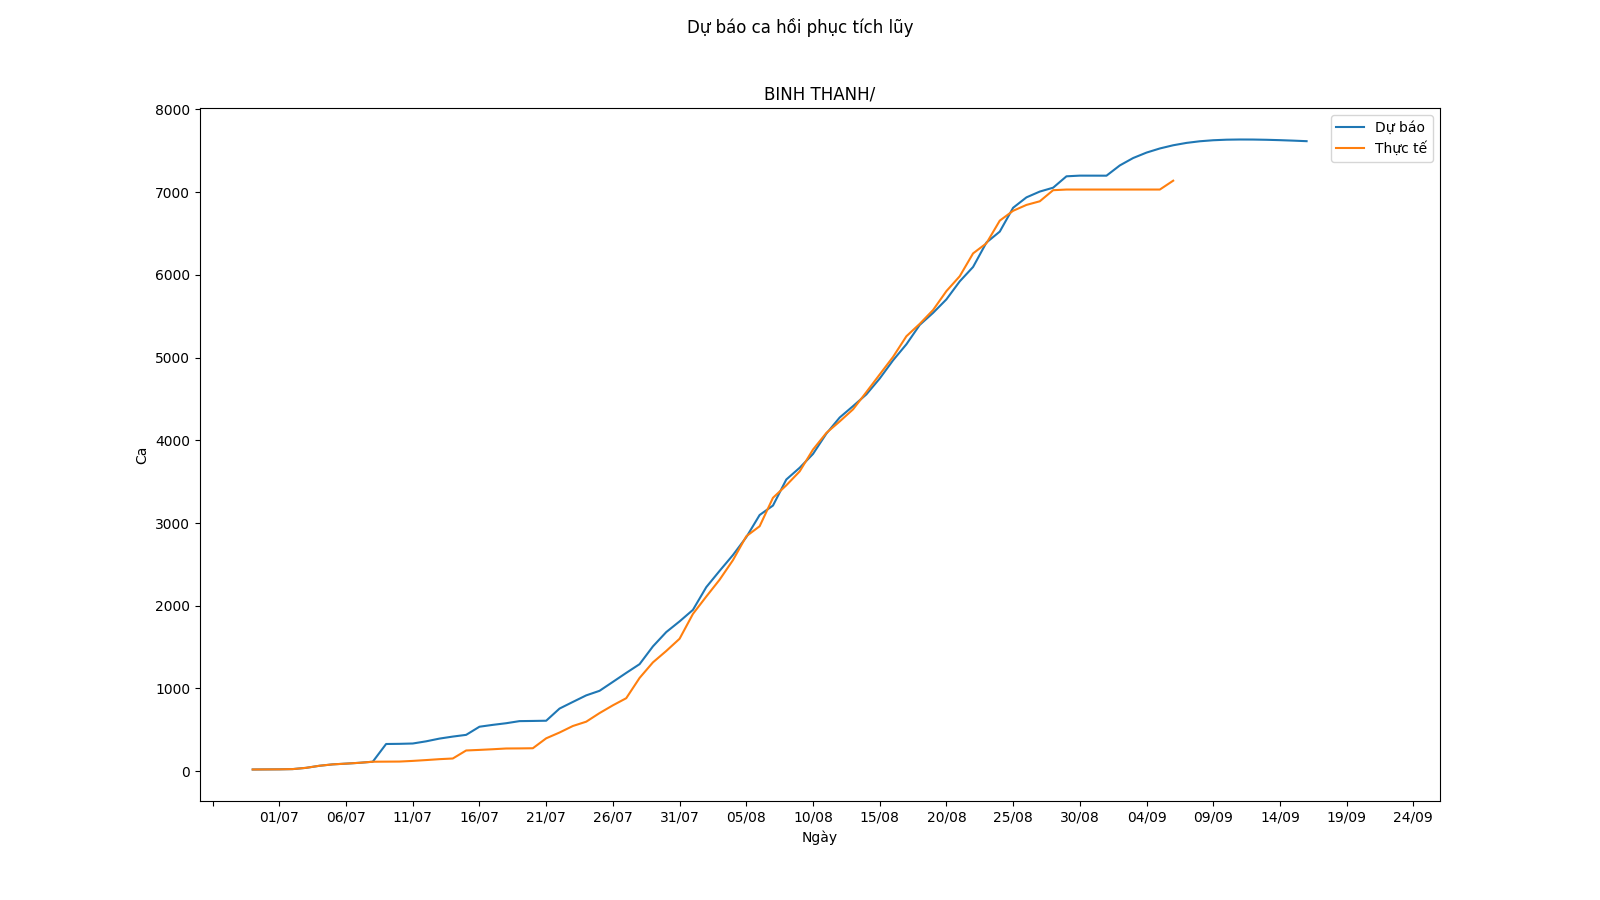 Dự báo ca hồi phục tích lũy
BINH THANH/
Dự báo
Thực tế
8000
7000
6000
5000
4000
3000
2000
1000
0
Ca
01/07 06/07 11/07 16/07 21/07 26/07 31/07 05/08 10/08 15/08 20/08 25/08 30/08 04/09 09/09 14/09 19/09 24/09
Ngày